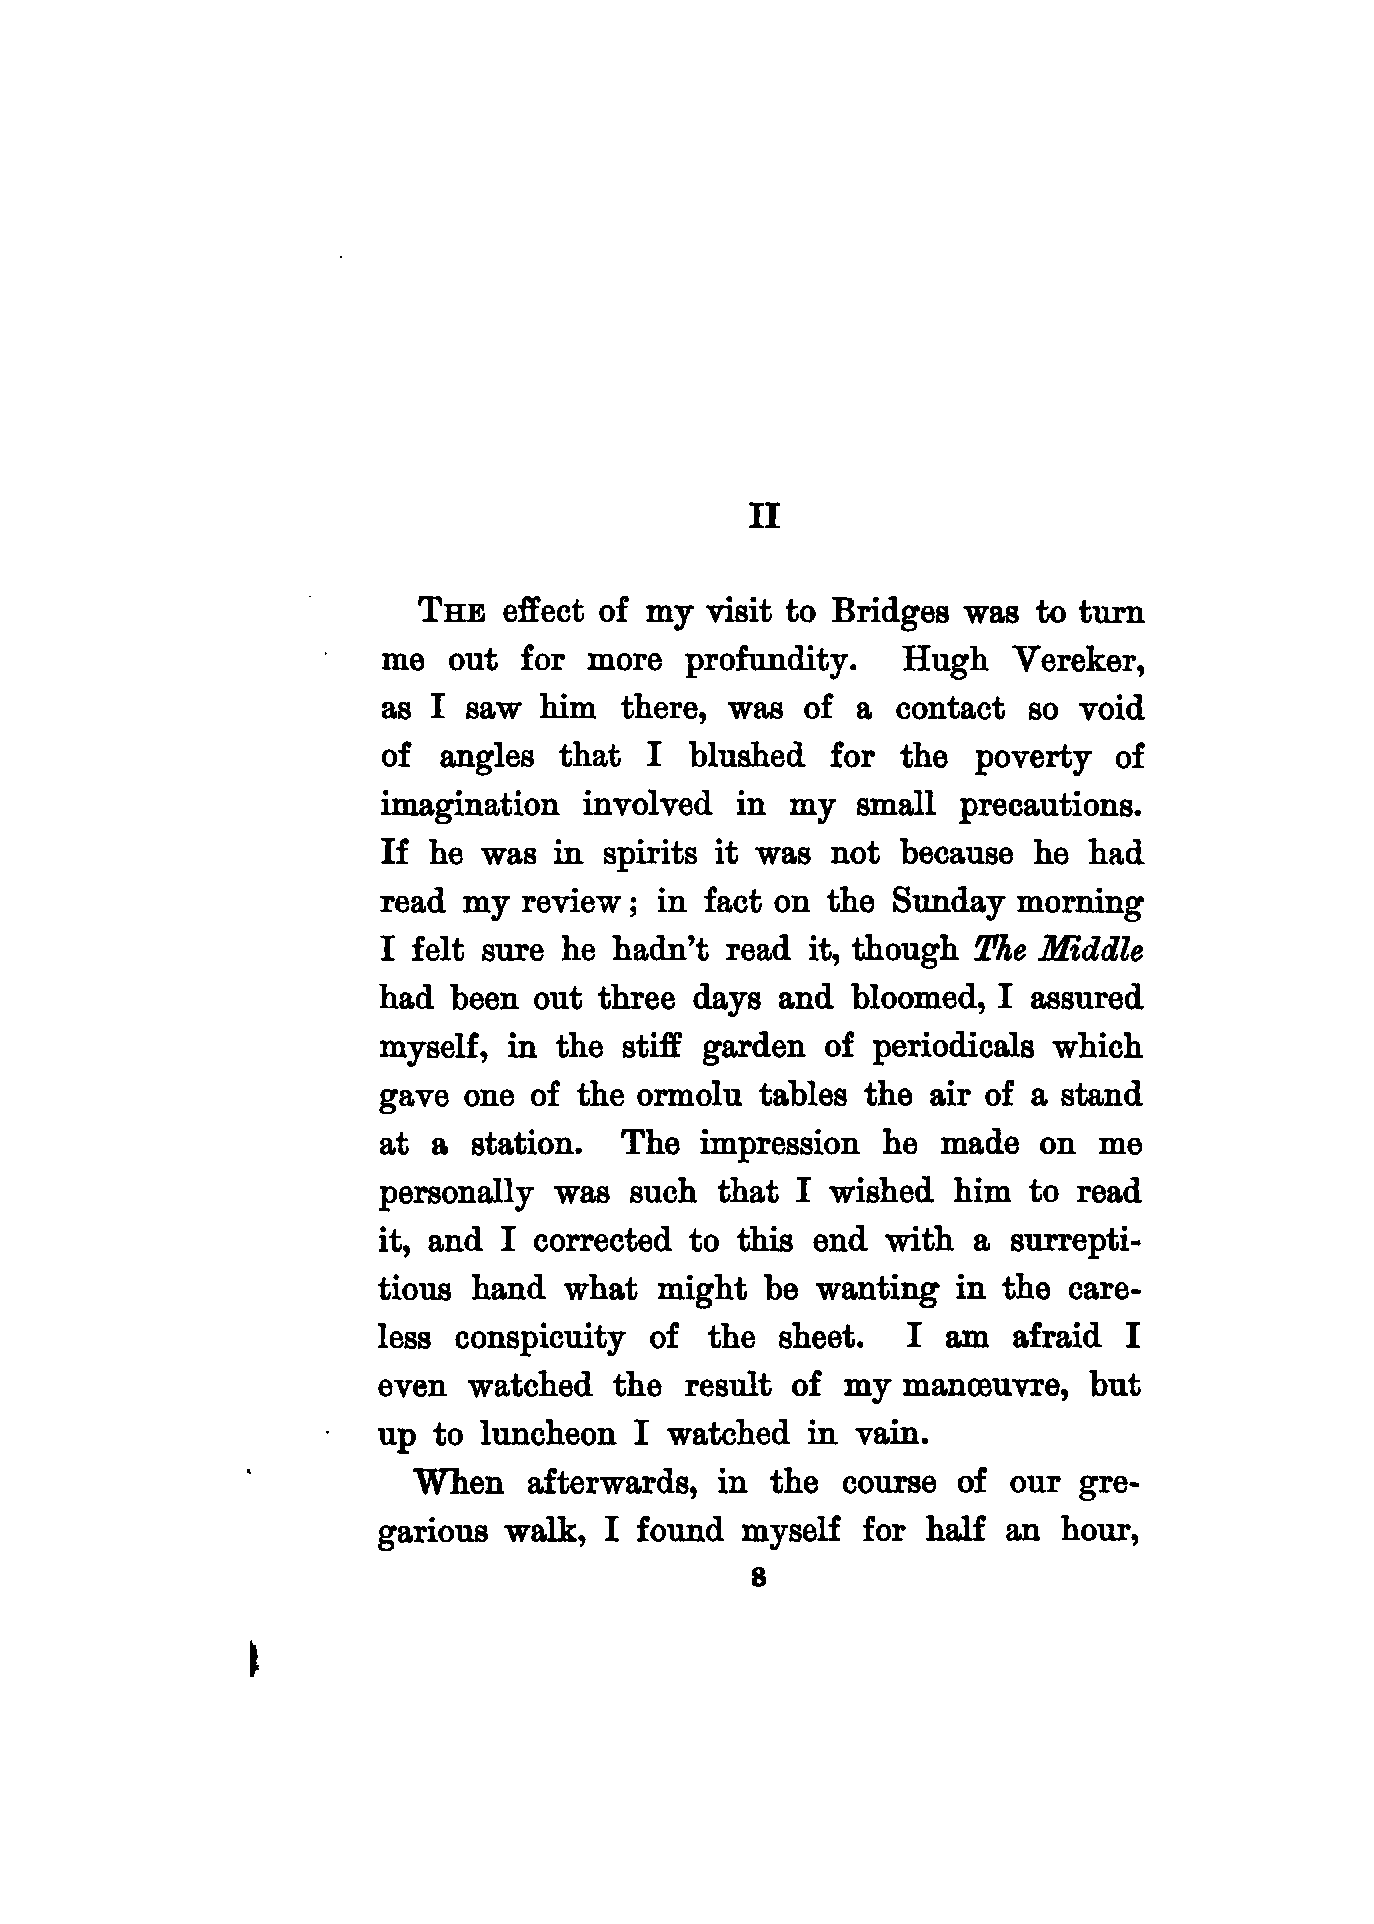 II
THE effect of my visit to Bridges was to turn
me out for more profundity. Hugh Vereker,
as I saw him there, was of a contact so void
of angles that I blushed for the poverty of
imagination involved in my small precautions.
If he was in spirits it was not because he had
read my review; in fact on the Sunday morning
I felt sure he hadn't read it, though The Middle
had been out three days and bloomed, I assured
myself, in the stiff garden of periodicals which
gave one of the ormolu tables the air of a stand
at a station. The impression he made on me
personally was such that I wished him to read
it, and I corrected to this end with a surrepti-
tious hand what might be wanting in the care-
less conspicuity of the sheet. I am afraid I
even watched the result of my manœuvre, but
up to luncheon I watched in vain.
When afterwards, in the course of our gre-
garious walk, I found myself for half an hour,
8